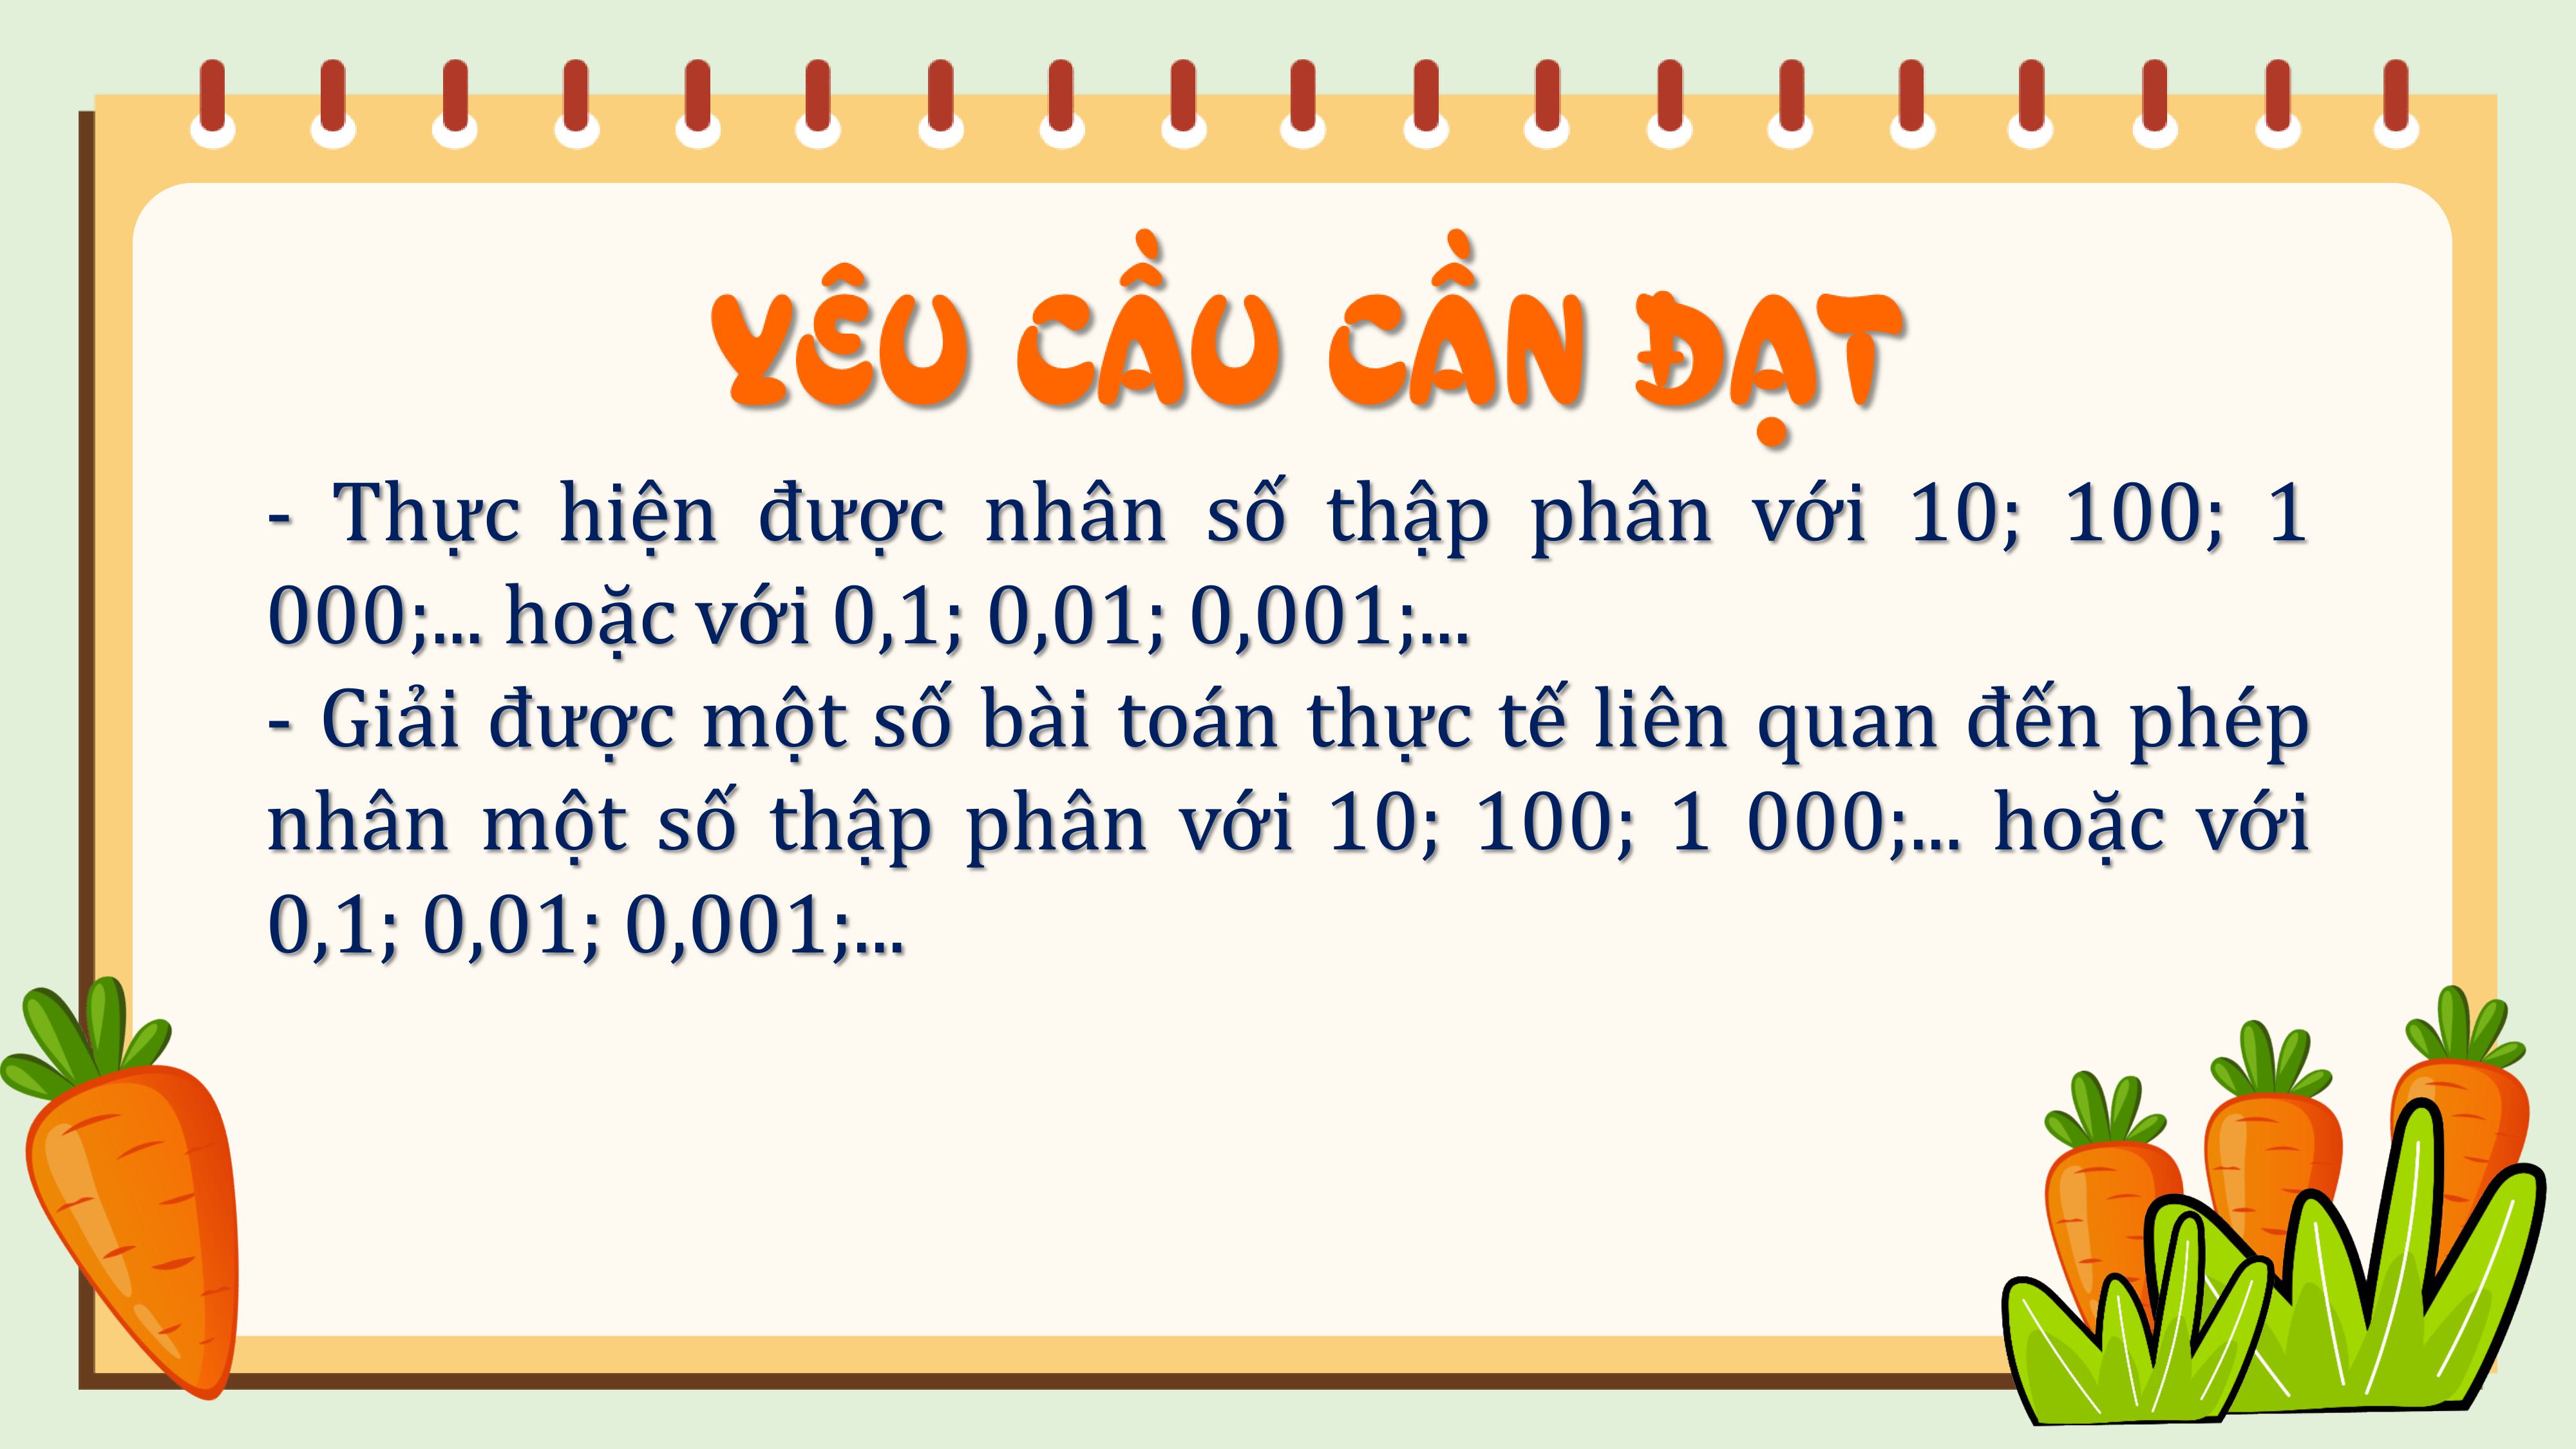 YÊU CẦU CẦN ĐẠT
- Thực hiện được nhân số thập phân với 10; 100; 1
000;... hoặc với 0,1; 0,01; 0,001;...
- Giải được một số bài toán thực tế liên quan đến phép
nhân một số thập phân với 10; 100; 1 000;... hoặc với
0,1; 0,01; 0,001;...